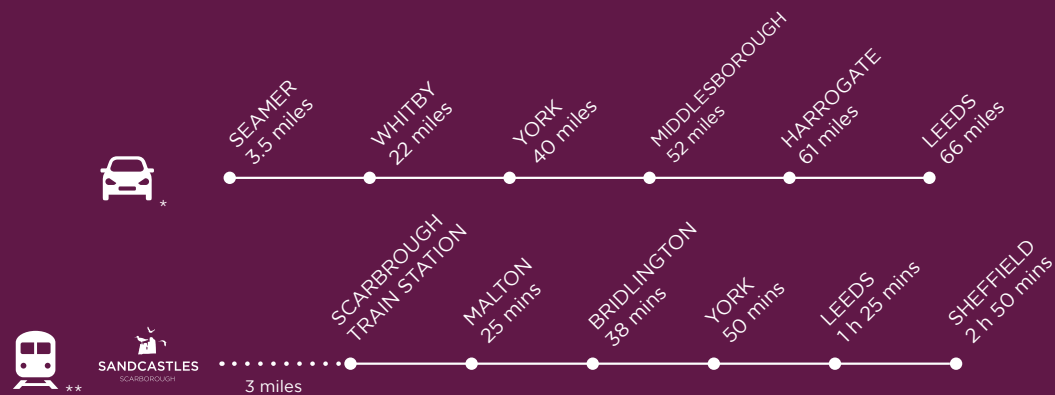 SEAMER
3.5 miles
WHITBY
22 miles
YORK
40 miles
MIDDLESBOROUGH
52 miles
HARROGATE
61 miles
LEEDS
66 miles
*
SCARBROUGH
TRAIN STATION
MALTON
25 mins
BRIDLINGTON
38 mins
YORK
50 mins
LEEDS
1 h 25 mins
SHEFFIELD
2 h 50 mins
**
SANDCASTLES
SCARBOROUGH
3 miles